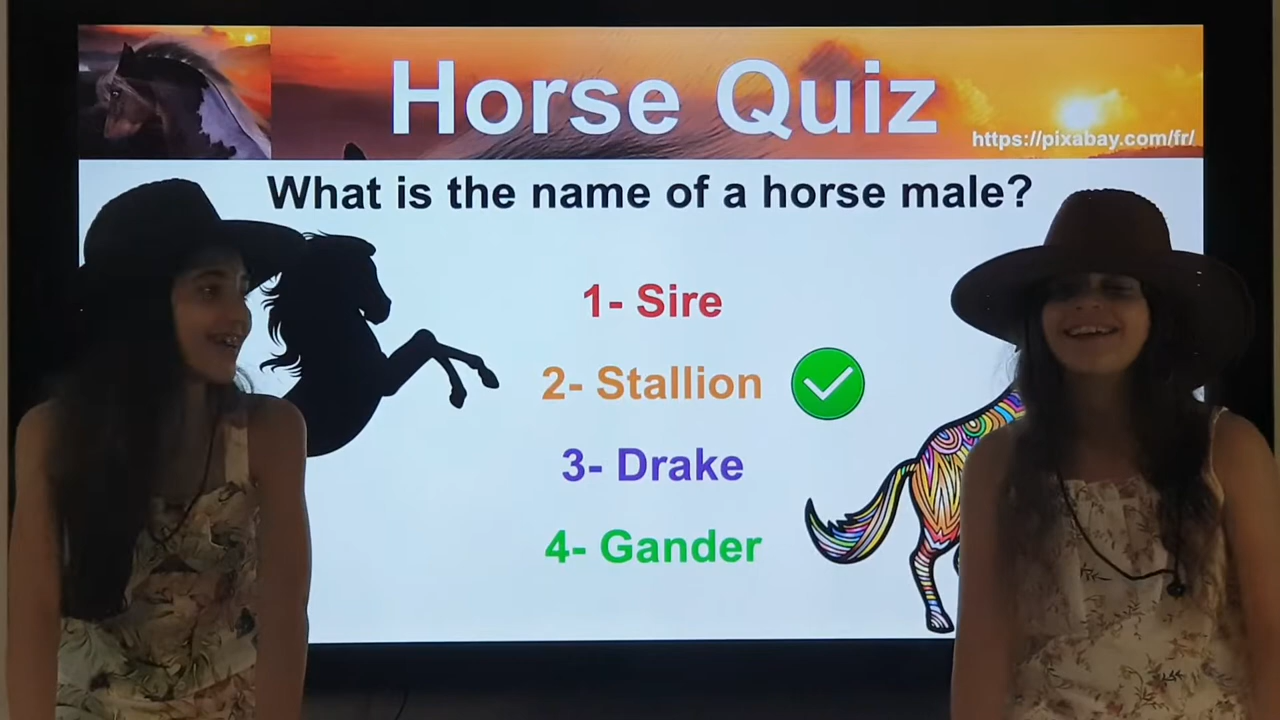 Horse Quiz
https://pixabay.com/fr/
What is the name of a horse male?
1- Sire
2- Stallion
3- Drake
4- Gander